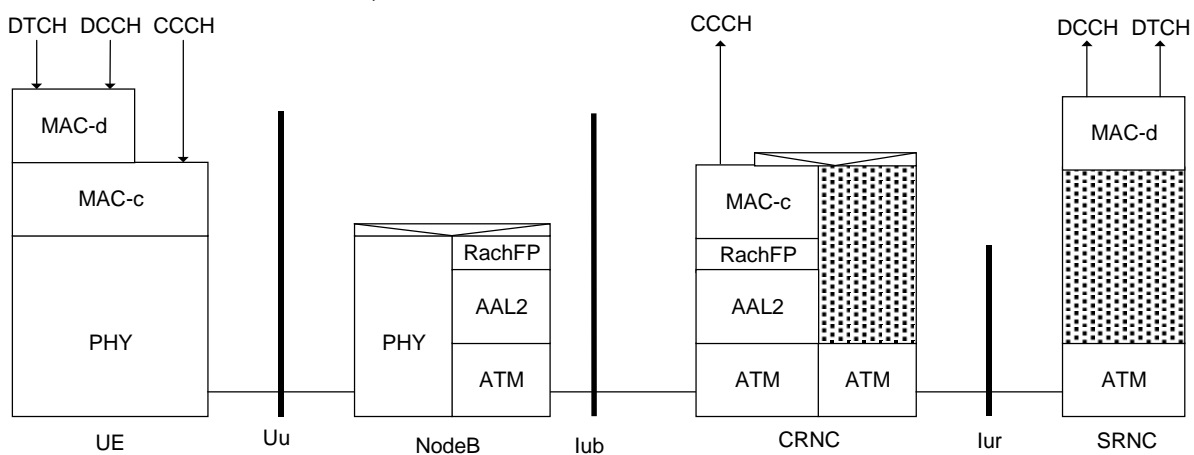 DTCH DCCH CCCH
CCCH
DCCH DTCH
MAC-d
MAC-d
MAC-c
MAC-c
RachFP
RachFP
AAL2
AAL2
PHY
PHY
ATM
ATM
ATM
ATM
UE
Uu
NodeB
Iub
CRNC
Iur
SRNC